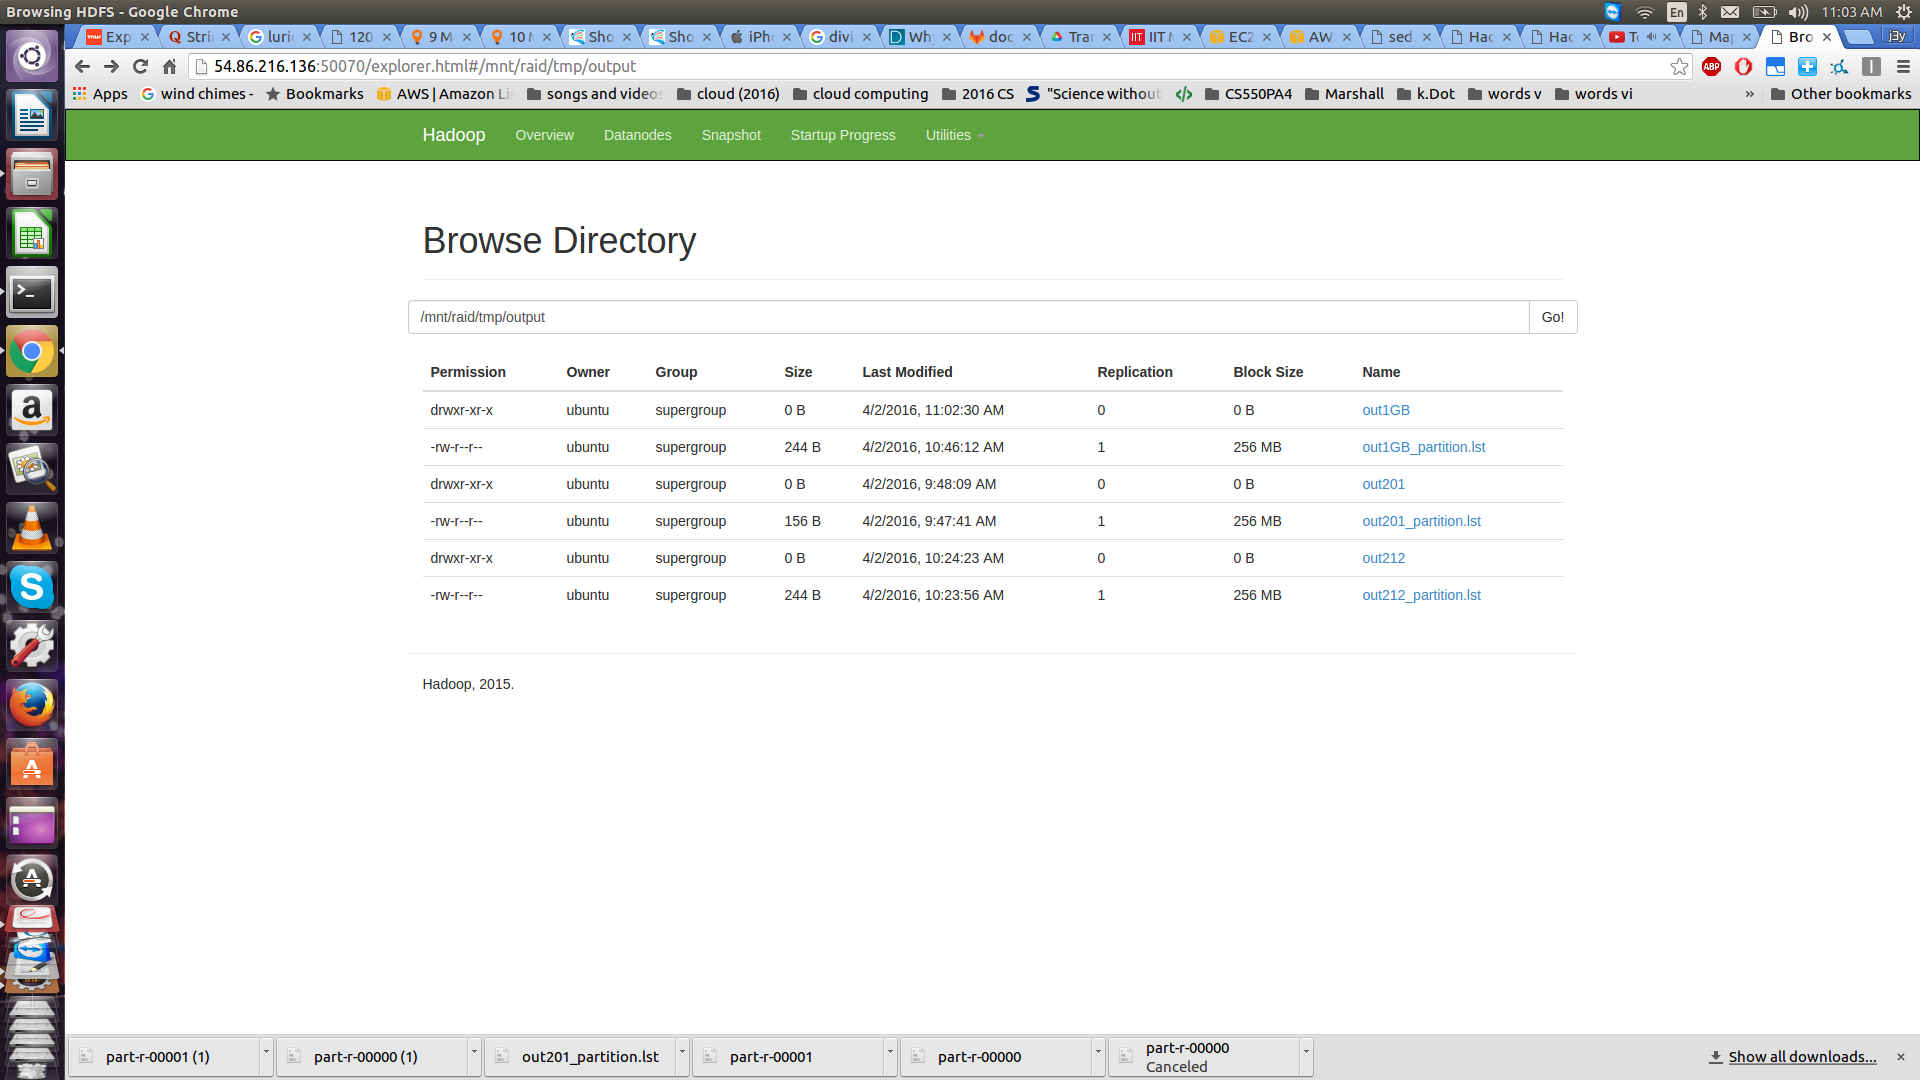 Browsing HDFS - Google Chrome
En
11:03 AM
Exp
Stri
luric
120
9 M
10 M
Sho
Sho
iPho
divi
Why
doc
Tran
IIT M
EC2
AW
sed
Hac
Hac
To
Map
Bro
j3y
54.86.216.136:50070/explorer.html#/mnt/raid/tmp/output
ABP
Apps
wind chimes -
Bookmarks
AWS | Amazon Li
songs and videos
cloud (2016)
cloud computing
2016 CS
"Science without
CS550PA4
Marshall
k.Dot
words v
words vi
»
Other bookmarks
Hadoop
Overview
Datanodes
Snapshot
Startup Progress
Utilities
Browse Directory
/mnt/raid/tmp/output
Go!
Permission Owner Group Size Last Modified Replication Block Size Name
drwxr-xr-x ubuntu supergroup 0 B 4/2/2016, 11:02:30 AM 0 0 B out1GB
-rw-r--r-- ubuntu supergroup 244 B 4/2/2016, 10:46:12 AM 1 256 MB out1GB_partition.lst
drwxr-xr-x ubuntu supergroup 0 B 4/2/2016, 9:48:09 AM 0 0 B out201
-rw-r--r-- ubuntu supergroup 156 B 4/2/2016, 9:47:41 AM 1 256 MB out201_partition.lst
drwxr-xr-x ubuntu supergroup 0 B 4/2/2016, 10:24:23 AM 0 0 B out212
-rw-r--r-- ubuntu supergroup 244 B 4/2/2016, 10:23:56 AM 1 256 MB out212_partition.lst
Hadoop, 2015.
part-r-00001 (1)
part-r-00000 (1)
out201_partition.lst
part-r-00001
part-r-00000
part-r-00000
Canceled
Show all downloads...